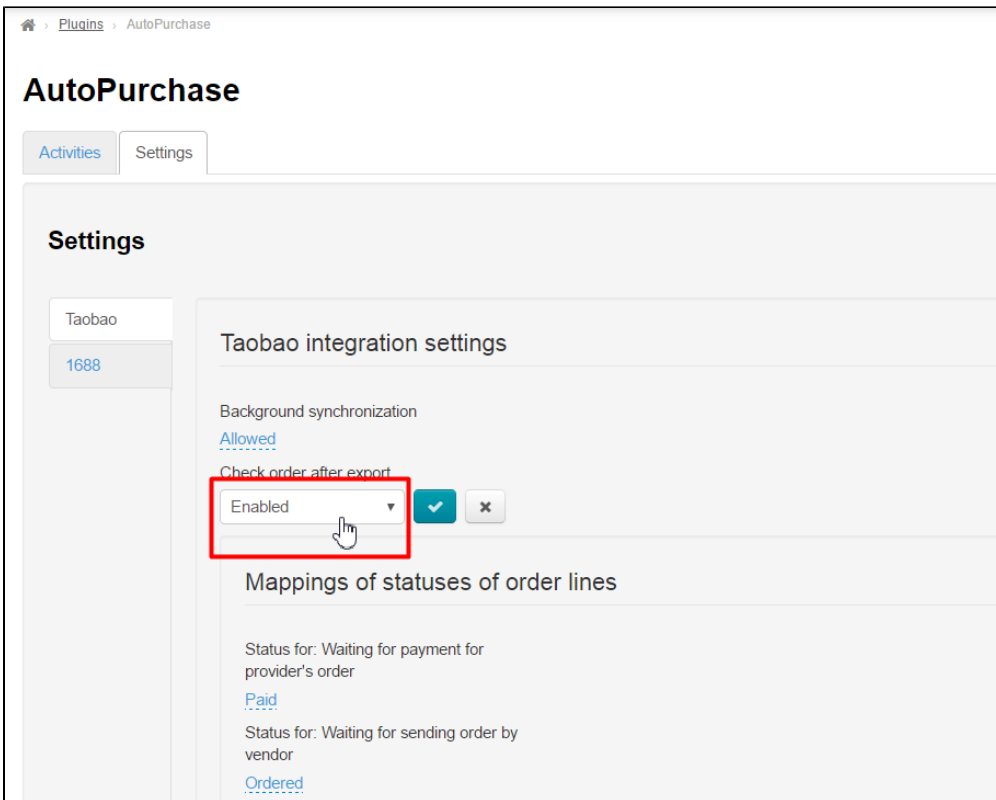 Plugins AutoPurchase
AutoPurchase
Activities Settings
Settings
Taobao
1688
Taobao integration settings
Background synchronization
Allowed
Check order after export
Enabled
Mappings of statuses of order lines
Status for: Waiting for payment for
provider's order
Paid
Status for: Waiting for sending order by
vendor
Ordered